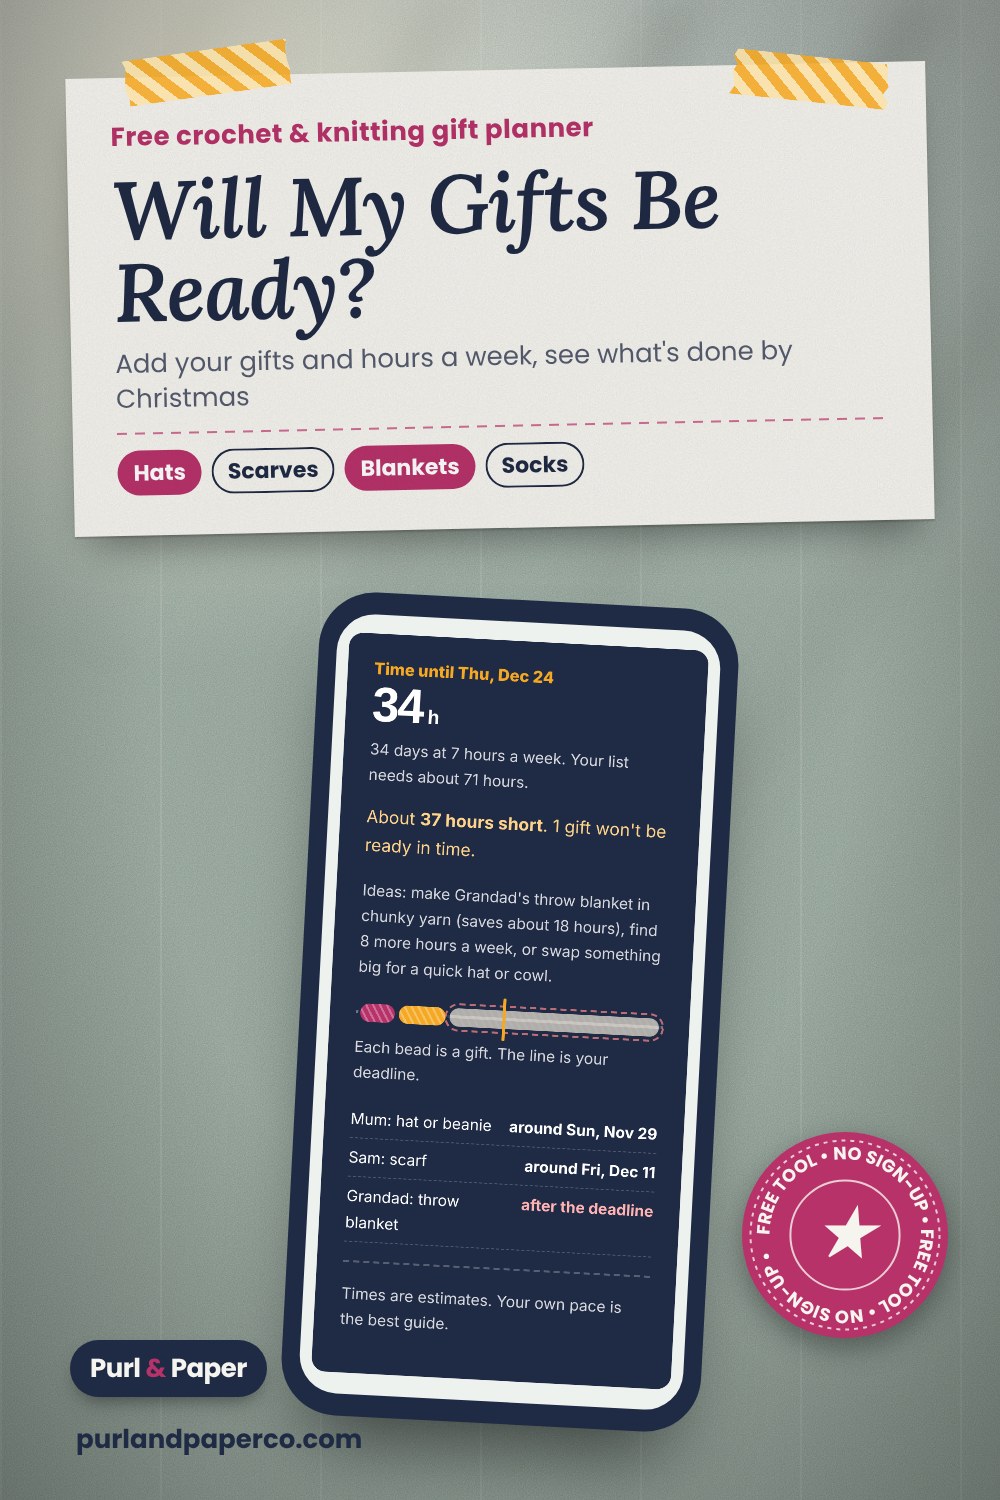 Free crochet & knitting gift planner
Will My Gifts Be
Ready?
Add your gifts and hours a week, see what's done by
Christmas
Hats Scarves Blankets Socks
Time until Thu, Dec 24
34 h
34 days at 7 hours a week. Your list
needs about 71 hours.
About 37 hours short. 1 gift won't be
ready in time.
Ideas: make Grandad's throw blanket in
chunky yarn (saves about 18 hours), find
8 more hours a week, or swap something
big for a quick hat or cowl.
Each bead is a gift. The line is your
deadline.
Mum: hat or beanie around Sun, Nov 29
Sam: scarf around Fri, Dec 11
Grandad: throw after the deadline
blanket
Times are estimates. Your own pace is
the best guide.
FREE TOOL • NO SIGN-UP • FREE TOOL • NO SIGN-UP •
Purl & Paper
purlandpaperco.com